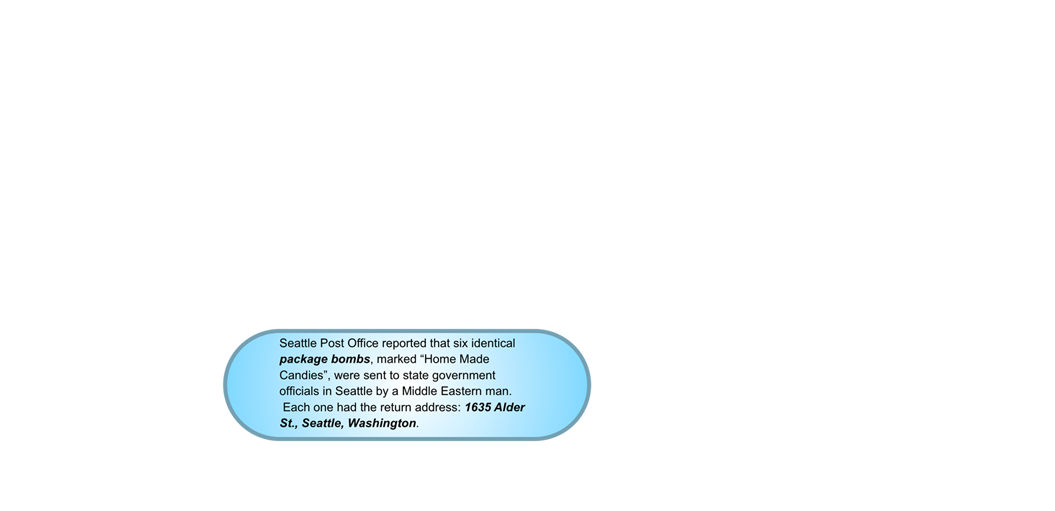 Seattle Post Office reported that six identical
package bombs, marked “Home Made
Candies”, were sent to state government
officials in Seattle by a Middle Eastern man.
Each one had the return address: 1635 Alder
St., Seattle, Washington.